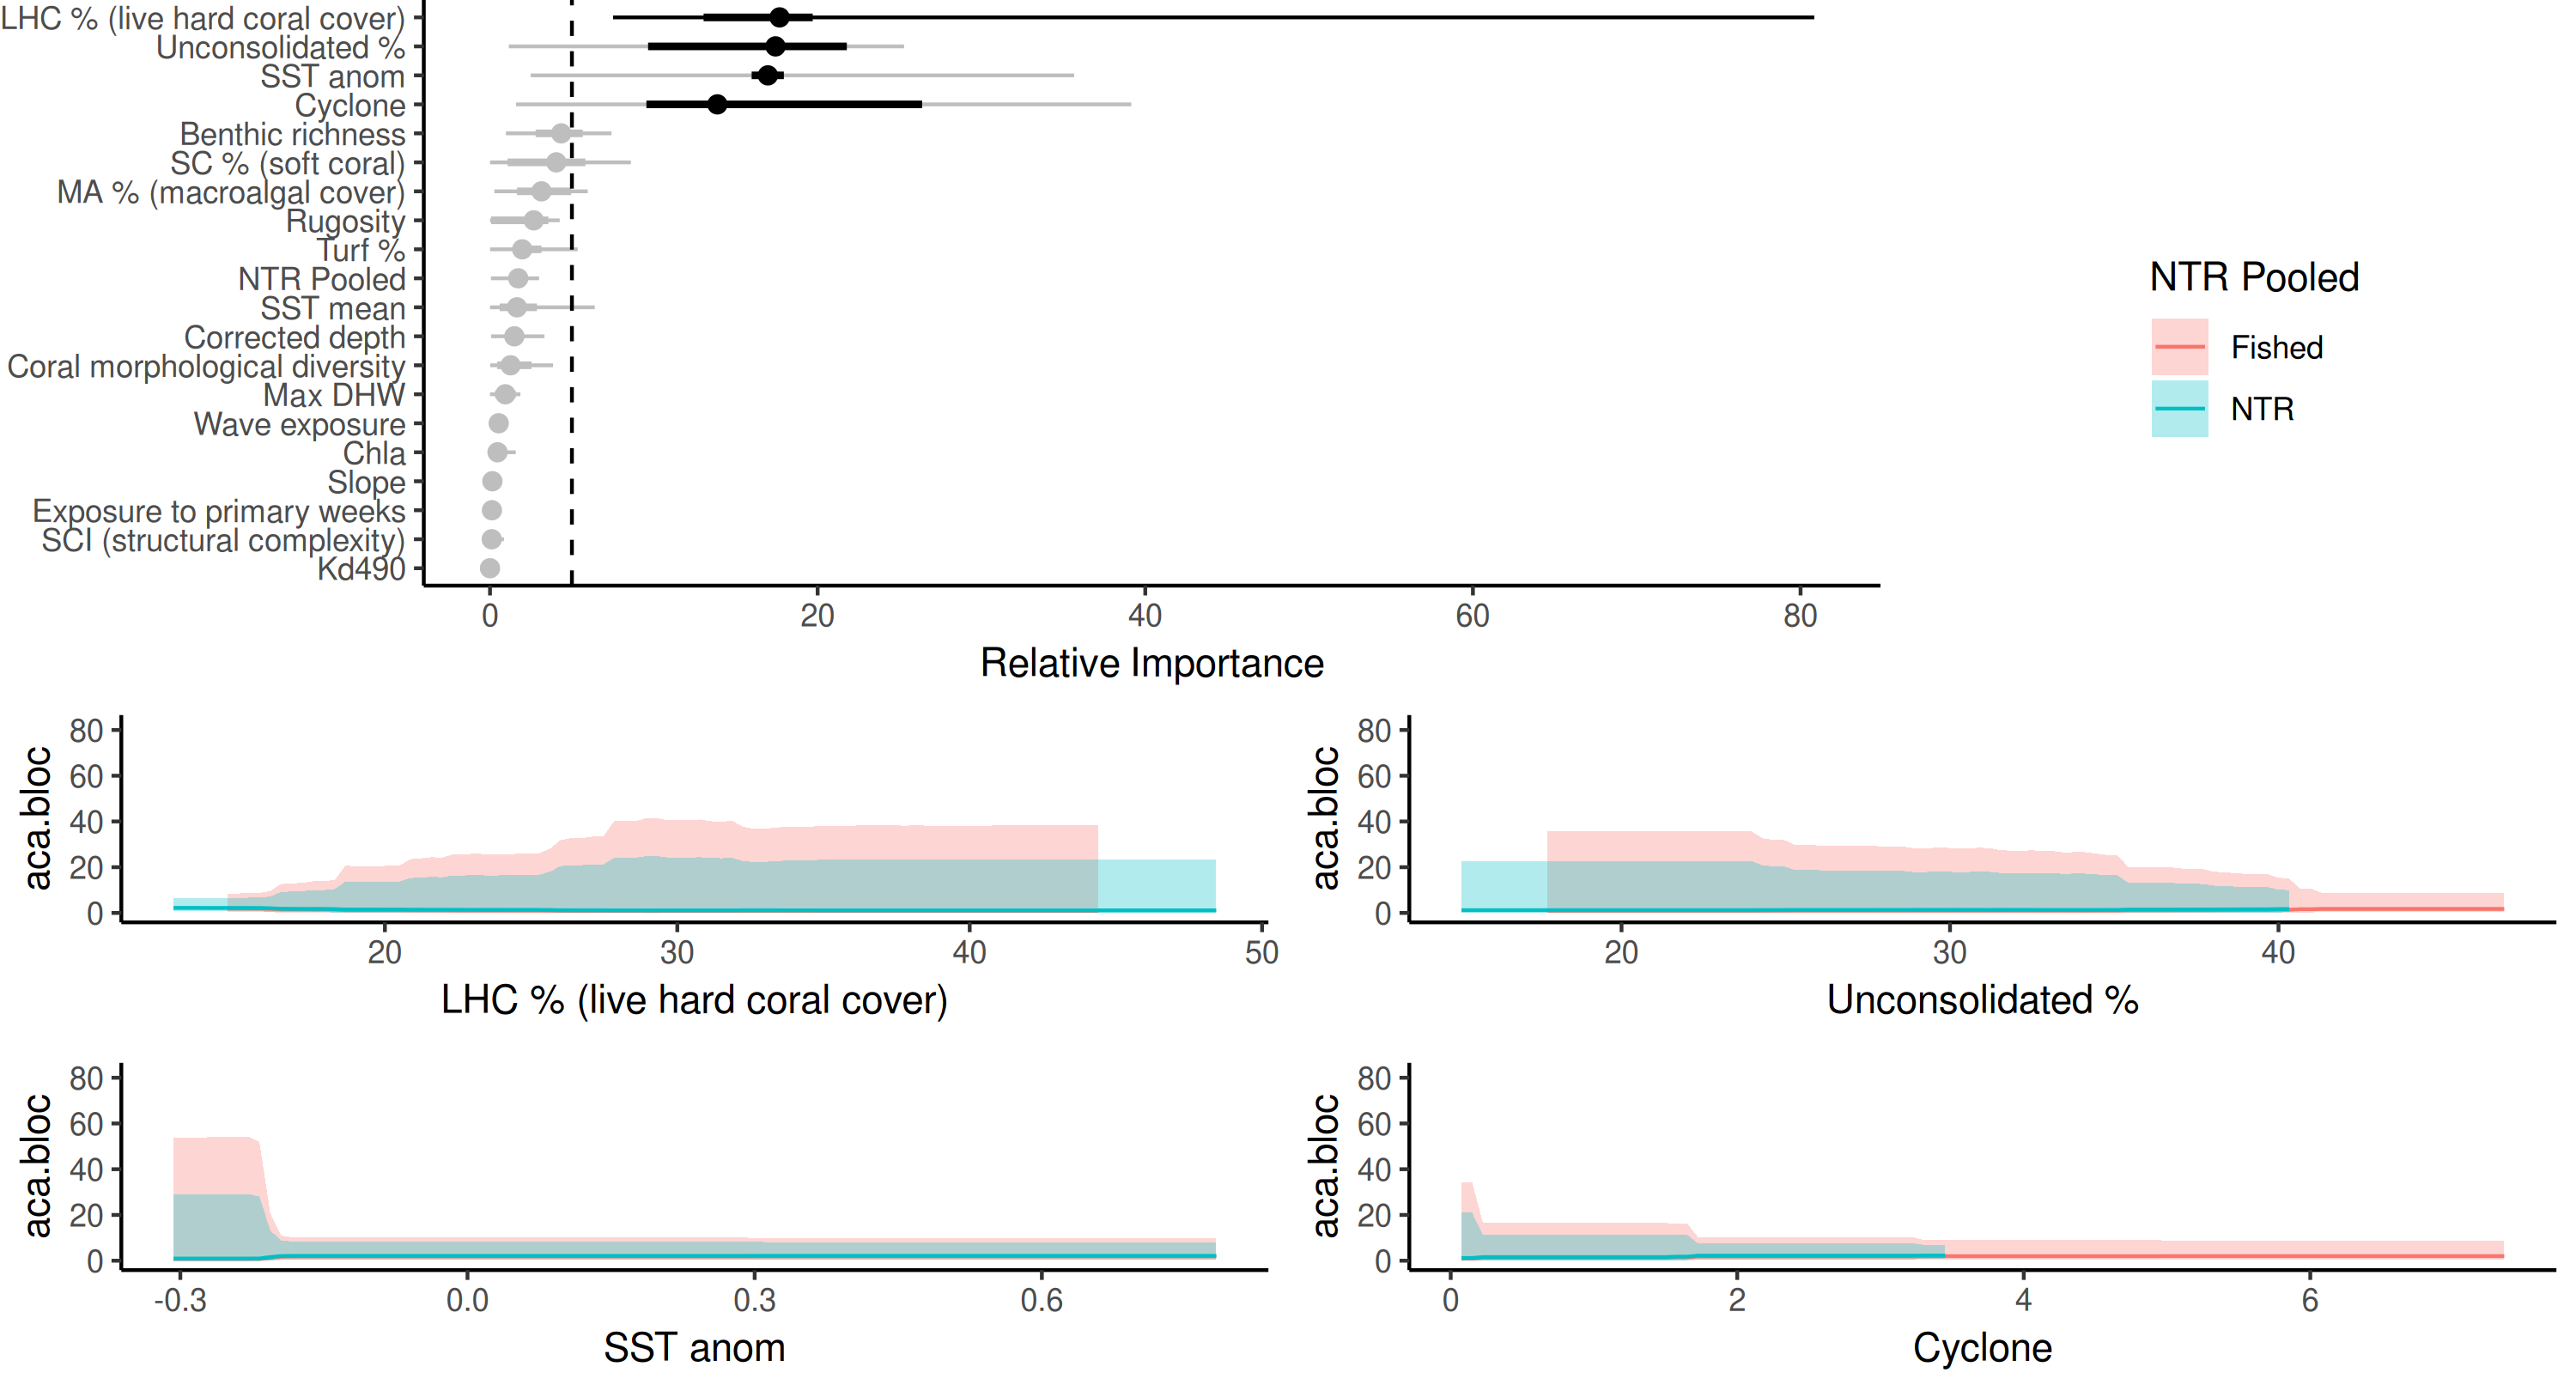 LHC % (live hard coral cover)
Unconsolidated %
SST anom
Cyclone
Benthic richness
SC % (soft coral)
MA % (macroalgal cover)
Rugosity
Turf %
NTR Pooled
SST mean
Corrected depth
Coral morphological diversity
Max DHW
Wave exposure
Chla
Slope
Exposure to primary weeks
SCI (structural complexity)
Kd490
0 20 40 60 80
Relative Importance
NTR Pooled
Fished
NTR
aca.bloc
80
60
40
20
0
20 30 40 50
LHC % (live hard coral cover)
aca.bloc
80
60
40
20
0
20 30 40
Unconsolidated %
aca.bloc
80
60
40
20
0
-0.3 0.0 0.3 0.6
SST anom
aca.bloc
80
60
40
20
0
0 2 4 6
Cyclone